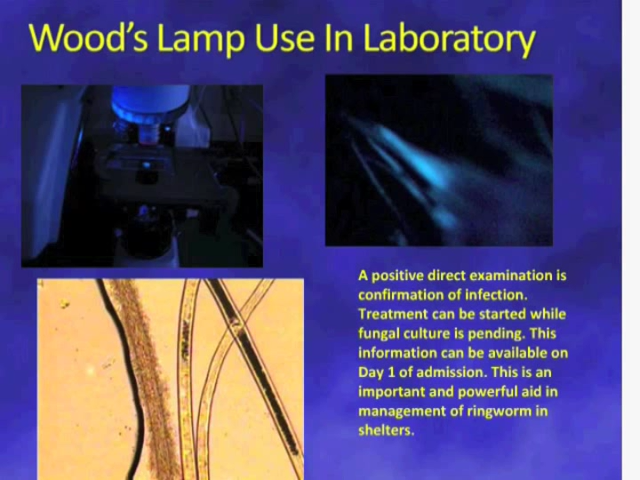 Wood's Lamp Use In Laboratory
A positive direct examination is
confirmation of infection.
Treatment can be started while
fungal culture is pending. This
information can be available on
Day 1 of admission. This is an
important and powerful aid in
management of ringworm in
shelters.